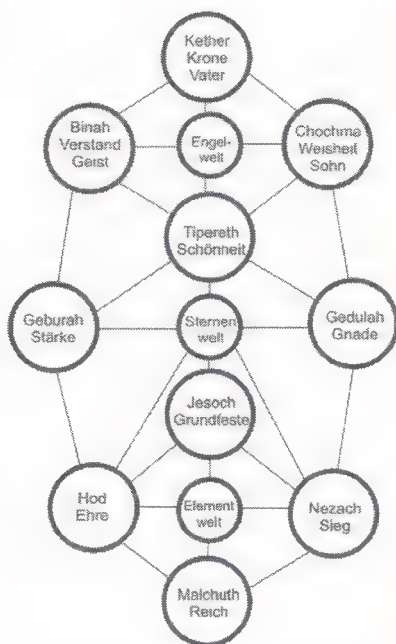 Kether
Krone
Vater
Binah
Verstand
Geist
Engel-
welt
Chochma
Weisheit
Sohn
Tipereth
Schönheit
Geburah
Stärke
Sternen
welt
Gedulah
Gnade
Jesoch
Grundfeste
Hod
Ehre
Element
welt
Nezach
Sieg
Malchuth
Reich